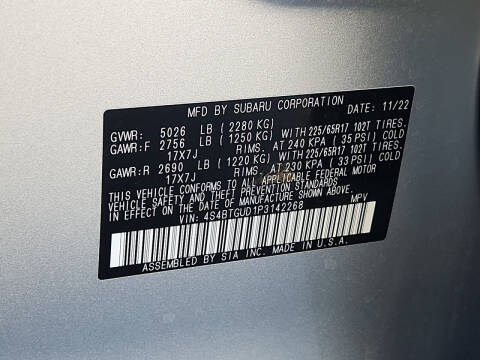 MFD BY SUBARU CORPORATION DATE: 11/22
GVWR: 5026 LB (2280 KG)
GAWR:F 2756 LB (1250 KG) WITH 225/65R17 102T TIRES.
17X7J RIMS. AT 240 KPA (35 PSI) COLD
GAWR:R 2690 LB (1220 KG) WITH 225/65R17 102T TIRES.
17X7J RIMS. AT 230 KPA (33 PSI) COLD
THIS VEHICLE CONFORMS TO ALL APPLICABLE FEDERAL MOTOR
VEHICLE SAFETY AND THEFT PREVENTION STANDARDS
IN EFFECT ON THE DATE OF MANUFACTURE SHOWN ABOVE.
VIN: 4S4BTGUD1P3142268 MPV
ASSEMBLED BY SIA INC. MADE IN U.S.A.